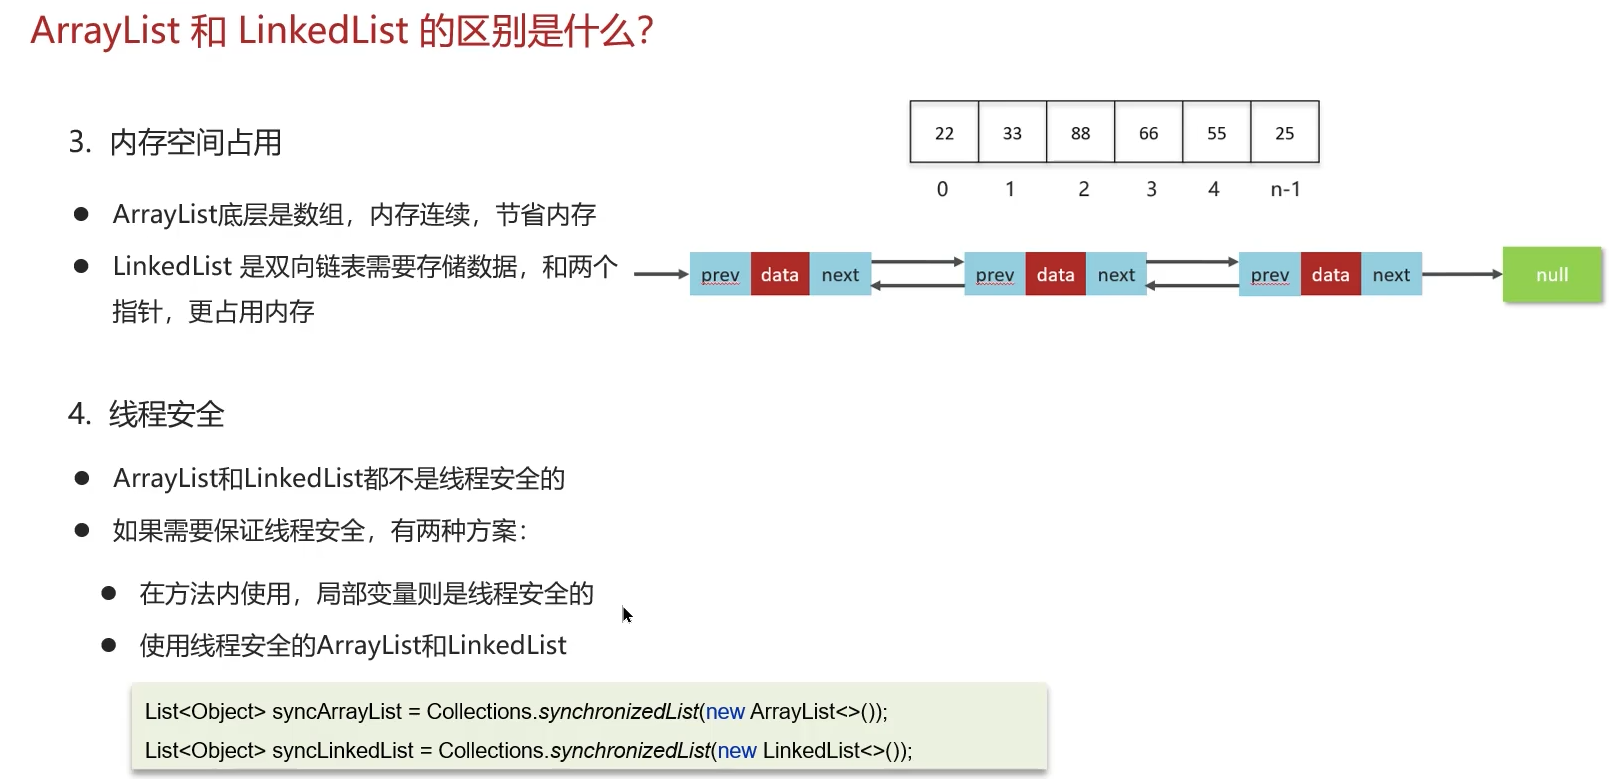 ArrayList 和 LinkedList 的区别是什么？
3. 内存空间占用
ArrayList底层是数组，内存连续，节省内存
LinkedList 是双向链表需要存储数据，和两个
指针，更占用内存
22 33 88 66 55 25
0 1 2 3 4 n-1
prev data next prev data next prev data next null
4. 线程安全
ArrayList和LinkedList都不是线程安全的
如果需要保证线程安全，有两种方案：
在方法内使用，局部变量则是线程安全的
使用线程安全的ArrayList和LinkedList
List<Object> syncArrayList = Collections.synchronizedList(new ArrayList<>());
List<Object> syncLinkedList = Collections.synchronizedList(new LinkedList<>());